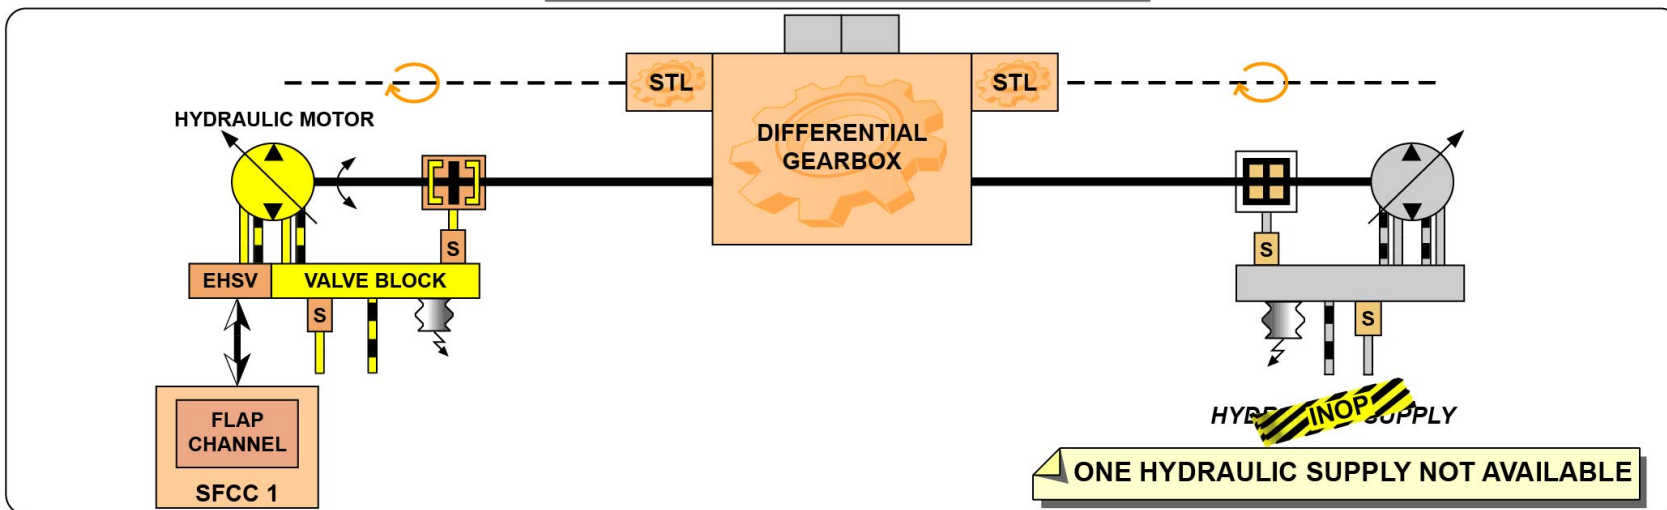 STL
STL
HYDRAULIC MOTOR
DIFFERENTIAL
GEARBOX
S
S
EHSV
VALVE BLOCK
S
S
FLAP
CHANNEL
SFCC 1
INOP
SUPPLY
ONE HYDRAULIC SUPPLY NOT AVAILABLE